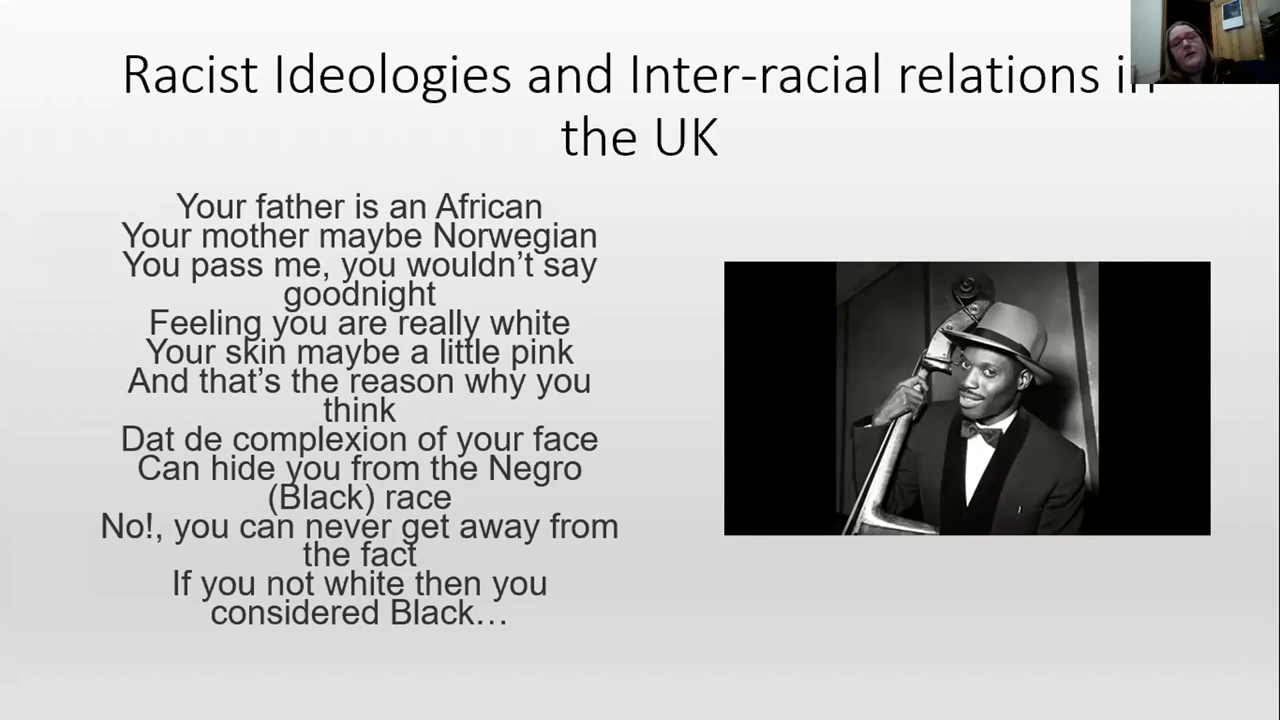 Racist Ideologies and Inter-racial relations in
the UK
Your father is an African
Your mother maybe Norwegian
You pass me, you wouldn’t say
goodnight
Feeling you are really white
Your skin maybe a little pink
And that’s the reason why you
think
Dat de complexion of your face
Can hide you from the Negro
(Black) race
No!, you can never get away from
the fact
If you not white then you
considered Black…